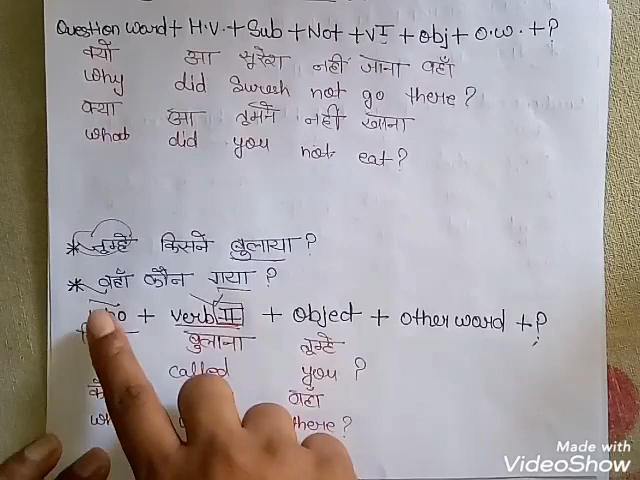 Question word + H.V. + Sub + Not + VI + obj + O.W. + ?
क्यों आ सुरेश नहीं जाना वहाँ
why did Suresh not go there?
क्या आ तुमने नहीं खाना
what did you not eat?
* तुम्हें किसने बुलाया ?
* वहाँ कौन गया ?
+ verb II + object + other word + ?
बुलाना तुम्हें
called you ?
वहाँ
there?
Made with
VideoShow